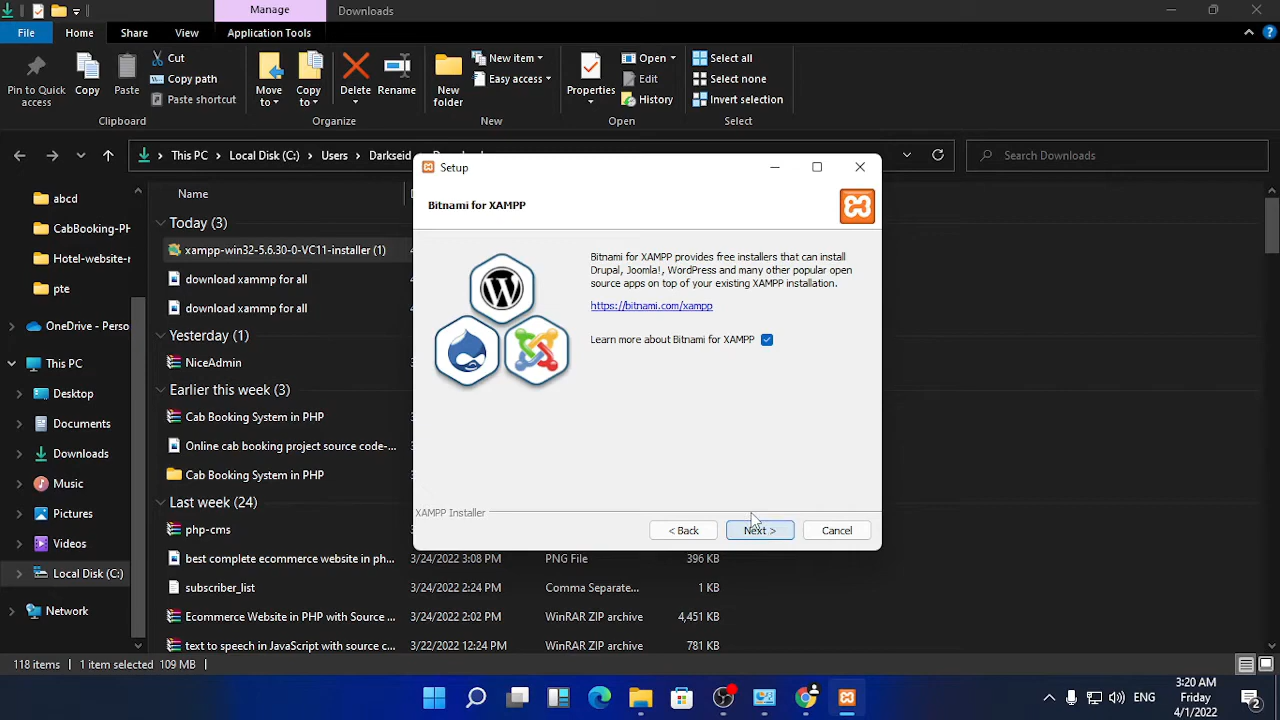 Manage
Downloads
File
Home
Share
View
Application Tools
Pin to Quick
access
Copy
Paste
Cut
Copy path
Paste shortcut
Clipboard
Move
to
Copy
to
Delete
Rename
Organize
New
folder
New item
Easy access
New
Properties
Open
Edit
History
Open
Select all
Select none
Invert selection
Select
This PC
Local Disk (C:)
Users
Darkseid
Search Downloads
abcd
CabBooking-Ph
Hotel-website-r
pte
OneDrive - Perso
This PC
Desktop
Documents
Downloads
Music
Pictures
Videos
Local Disk (C:)
Network
Name
Today (3)
xampp-win32-5.6.30-0-VC11-installer (1)
download xammp for all
download xammp for all
Yesterday (1)
NiceAdmin
Earlier this week (3)
Cab Booking System in PHP
Online cab booking project source code-...
Cab Booking System in PHP
Last week (24)
php-cms
best complete ecommerce website in ph... 3/24/2022 3:08 PM PNG File 396 KB
subscriber_list 3/24/2022 2:24 PM Comma Separate... 1 KB
Ecommerce Website in PHP with Source ... 3/24/2022 2:02 PM WinRAR ZIP archive 4,451 KB
text to speech in JavaScript with source c... 3/22/2022 12:24 PM WinRAR ZIP archive 781 KB
Setup
Bitnami for XAMPP
Bitnami for XAMPP provides free installers that can install
Drupal, Joomla!, WordPress and many other popular open
source apps on top of your existing XAMPP installation.
https://bitnami.com/xampp
Learn more about Bitnami for XAMPP
XAMPP Installer
< Back
Next >
Cancel
118 items
1 item selected 109 MB
ENG
3:20 PM
Friday
4/1/2022
2